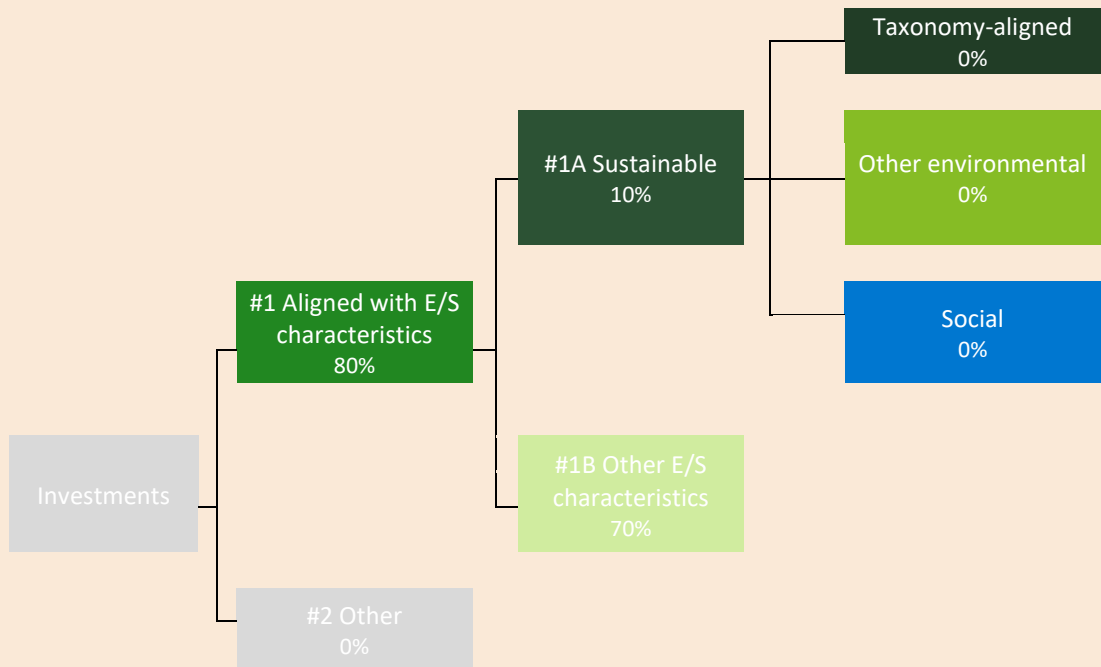 Taxonomy-aligned
0%
#1A Sustainable
10%
Other environmental
0%
#1 Aligned with E/S
characteristics
80%
Social
0%
Investments
#1B Other E/S
characteristics
70%
#2 Other
0%